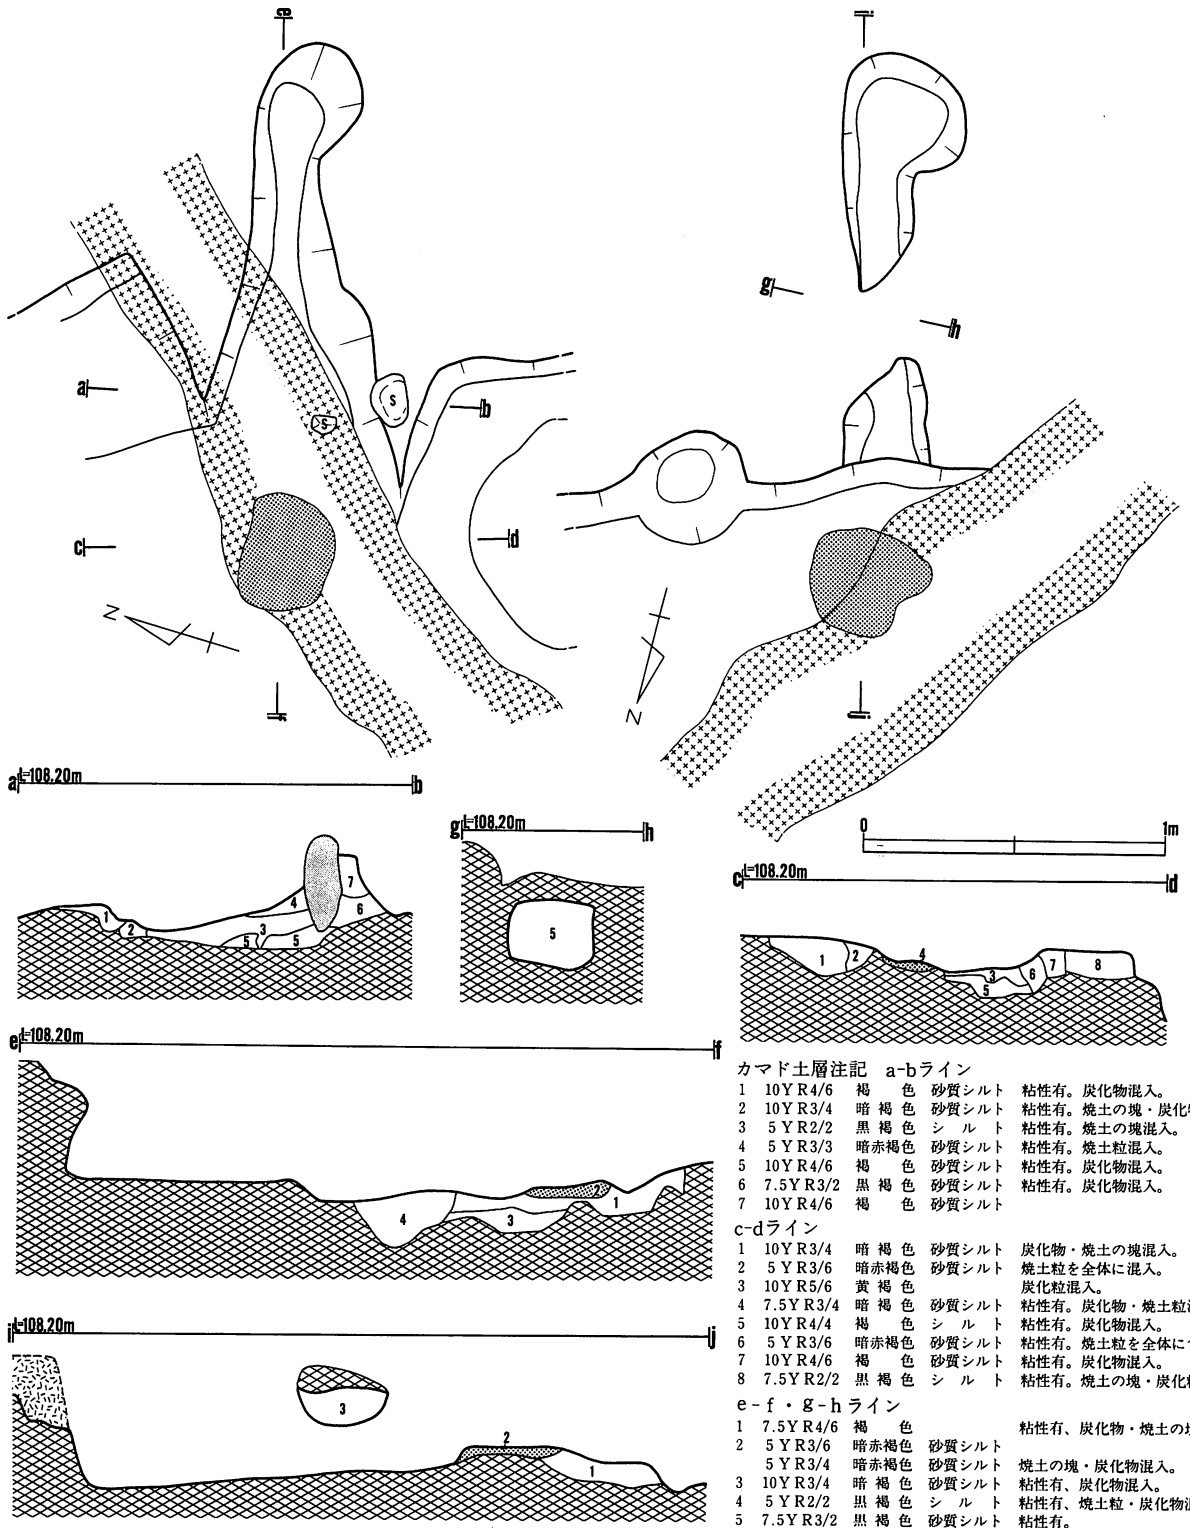 e
i
g
h
a
b
S
S
c
d
N
N
f
j
a L=108.20m b
g L=108.20m h
0 1m
c L=108.20m d
1 2 3 4 5 5 6 7
5
1 2 3 4 5 6 7 8
e L=108.20m f
4 3 2 1
i L=108.20m j
3
2
1
カマド土層注記 a-bライン
1 10YR4/6 褐色 砂質シルト 粘性有。炭化物混入。
2 10YR3/4 暗褐色 砂質シルト 粘性有。焼土の塊・炭化物
3 5YR2/2 黒褐色 シルト 粘性有。焼土の塊混入。
4 5YR3/3 暗赤褐色 砂質シルト 粘性有。焼土粒混入。
5 10YR4/6 褐色 砂質シルト 粘性有。炭化物混入。
6 7.5YR3/2 黒褐色 砂質シルト 粘性有。炭化物混入。
7 10YR4/6 褐色 砂質シルト
c-dライン
1 10YR3/4 暗褐色 砂質シルト 炭化物・焼土の塊混入。
2 5YR3/6 暗赤褐色 砂質シルト 焼土粒を全体に混入。
3 10YR5/6 黄褐色 炭化粒混入。
4 7.5YR3/4 暗褐色 砂質シルト 粘性有。炭化物・焼土粒
5 10YR4/4 褐色 シルト 粘性有。炭化物混入。
6 5YR3/6 暗赤褐色 砂質シルト 粘性有。焼土粒を全体に
7 10YR4/6 褐色 砂質シルト 粘性有。炭化物混入。
8 7.5YR2/2 黒褐色 シルト 粘性有。焼土の塊・炭化
e-f・g-hライン
1 7.5YR4/6 褐色 粘性有、炭化物・焼土の
2 5YR3/6 暗赤褐色 砂質シルト
5YR3/4 暗赤褐色 砂質シルト 焼土の塊・炭化物混入。
3 10YR3/4 暗褐色 砂質シルト 粘性有、炭化物混入。
4 5YR2/2 黒褐色 シルト 粘性有、焼土粒・炭化物
5 7.5YR3/2 黒褐色 砂質シルト 粘性有。